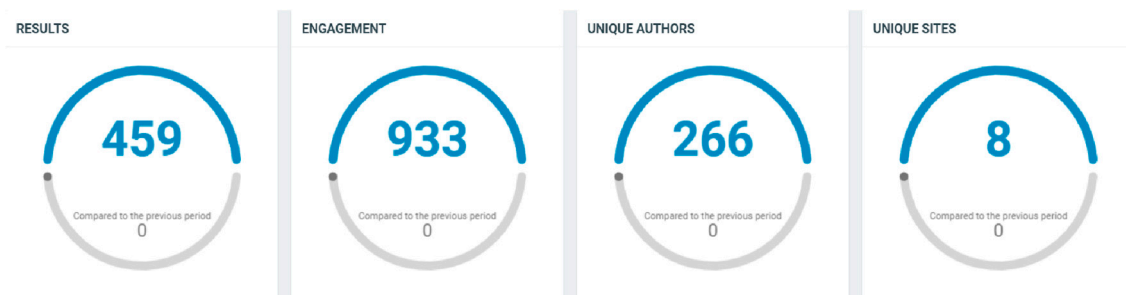 RESULTS
459
Compared to the previous period
0
ENGAGEMENT
933
Compared to the previous period
0
UNIQUE AUTHORS
266
Compared to the previous period
0
UNIQUE SITES
8
Compared to the previous period
0